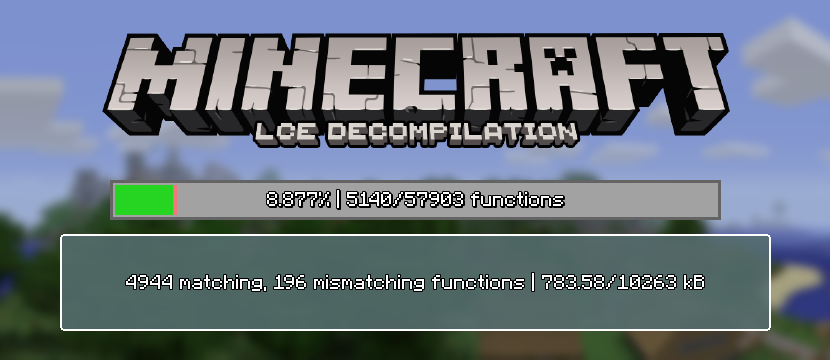 MINECRAFT
LCE DECOMPILATION
8.877% | 5140/57903 functions
4944 matching, 196 mismatching functions | 783.58/10263 kB